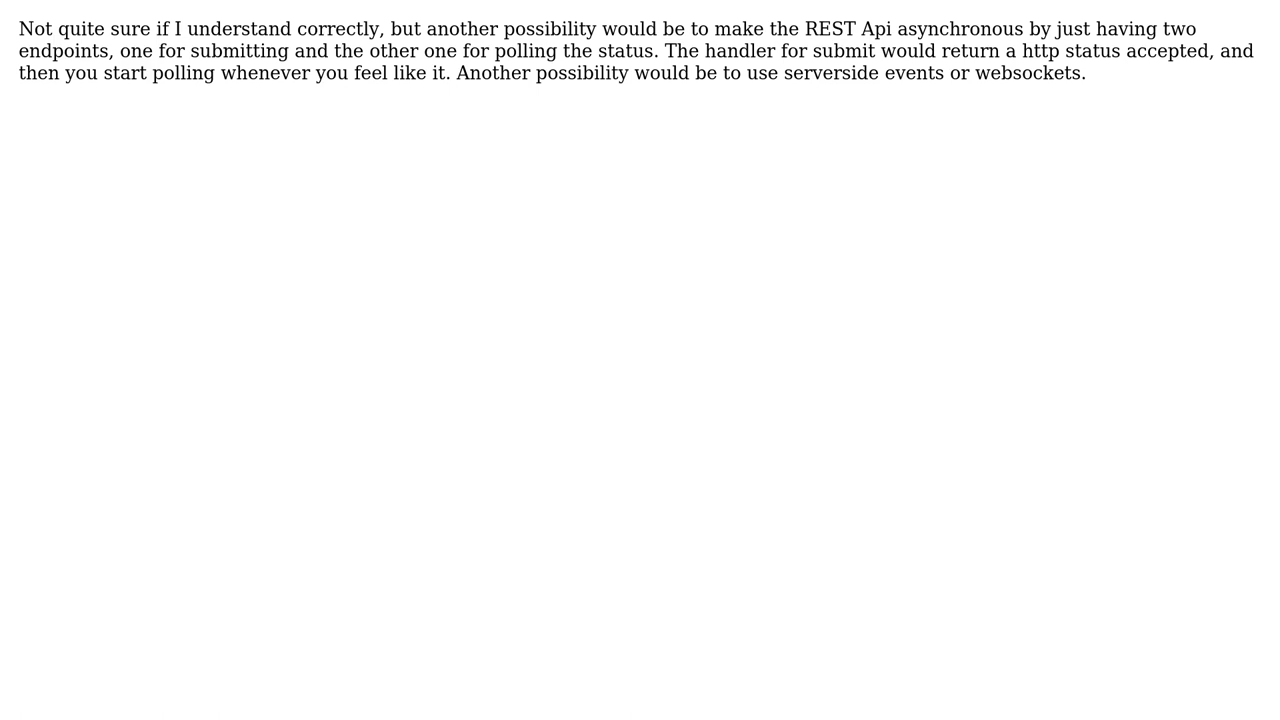 Not quite sure if I understand correctly, but another possibility would be to make the REST Api asynchronous by just having two
endpoints, one for submitting and the other one for polling the status. The handler for submit would return a http status accepted, and
then you start polling whenever you feel like it. Another possibility would be to use serverside events or websockets.